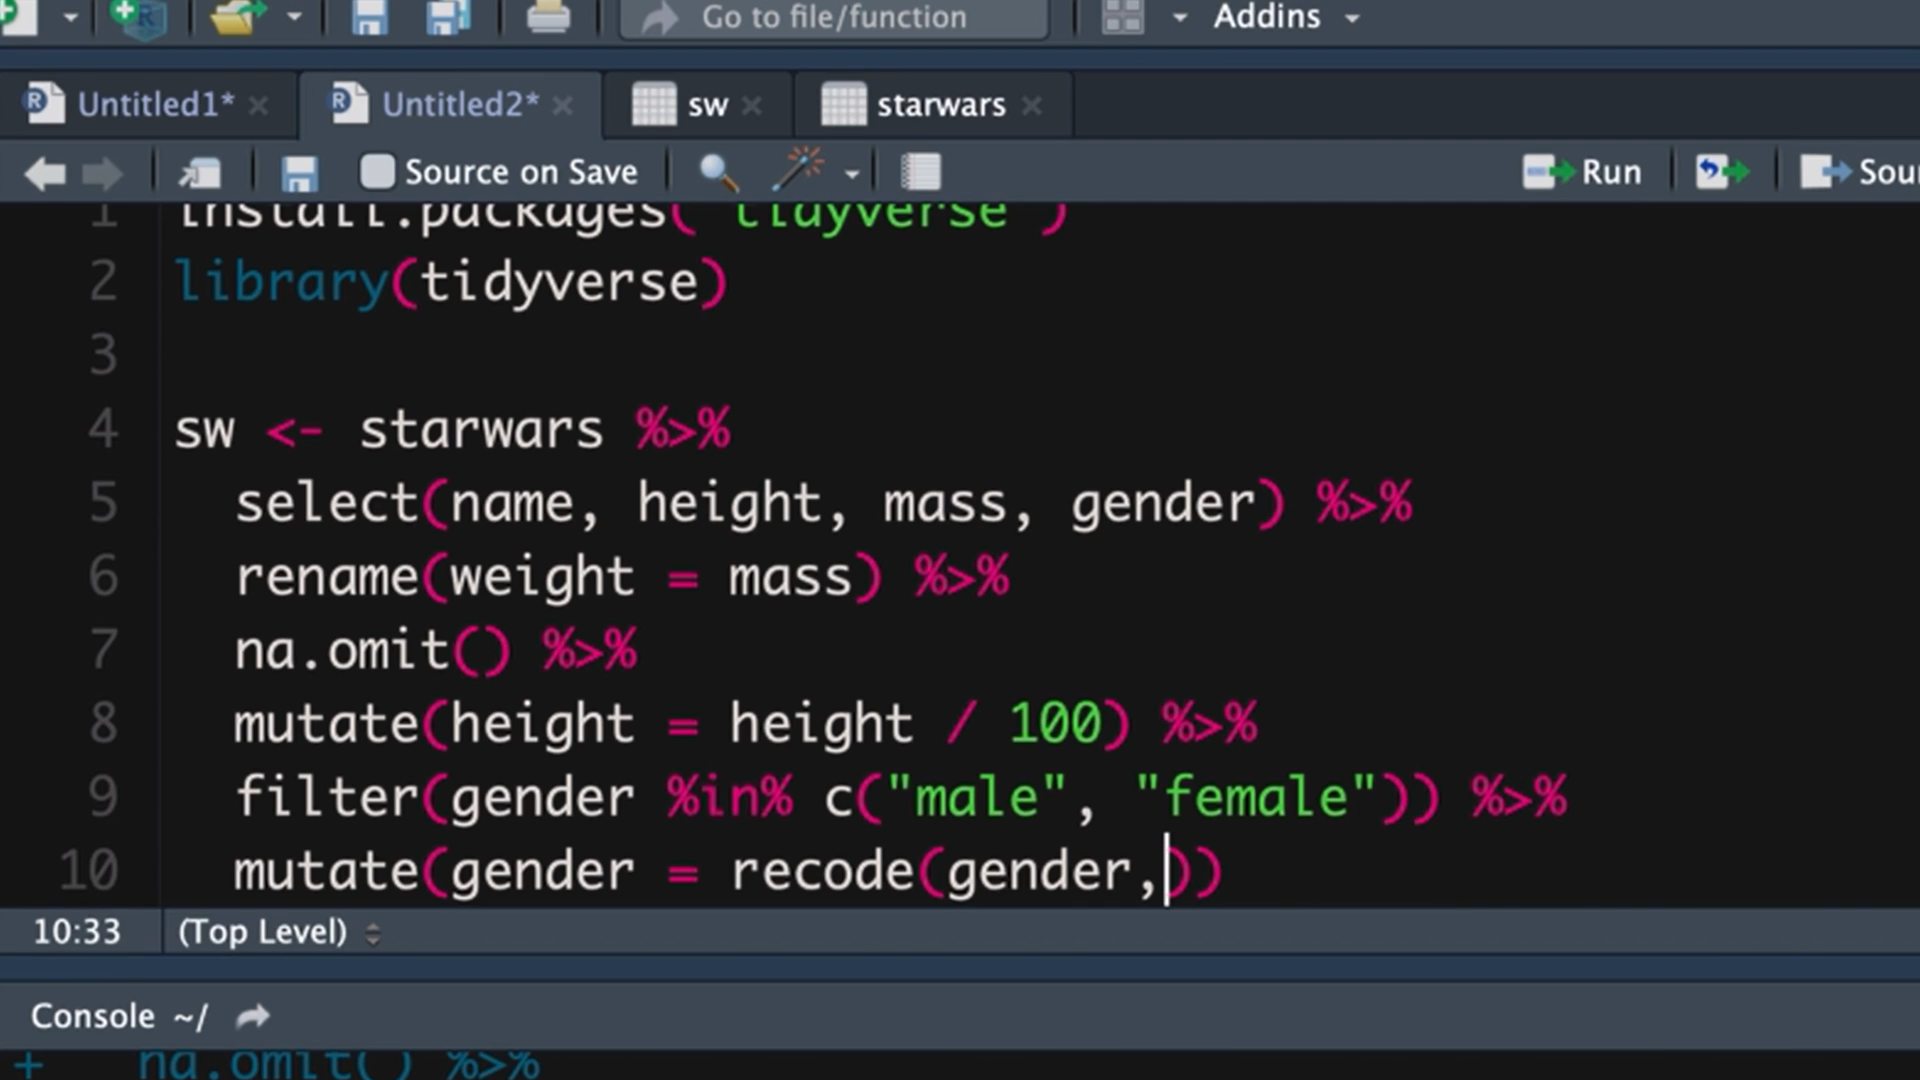 Go to file/function Addins
Untitled1* Untitled2* sw starwars
Source on Save Run Sou
1 install.packages("tidyverse")
2 library(tidyverse)
3
4 sw <- starwars %>%
5 select(name, height, mass, gender) %>%
6 rename(weight = mass) %>%
7 na.omit() %>%
8 mutate(height = height / 100) %>%
9 filter(gender %in% c("male", "female")) %>%
10 mutate(gender = recode(gender,))
10:33 (Top Level)
Console ~/
+ na.omit() %>%